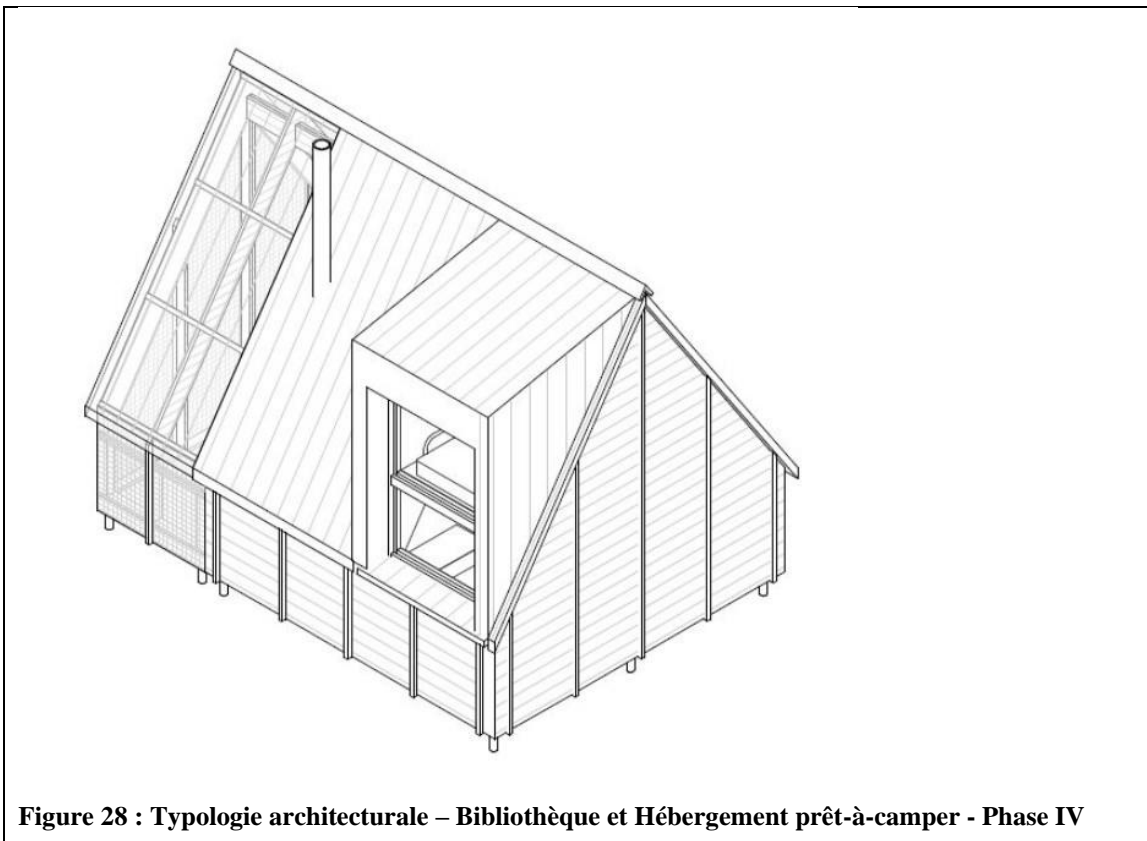 Figure 28 : Typologie architecturale – Bibliothèque et Hébergement prêt-à-camper - Phase IV